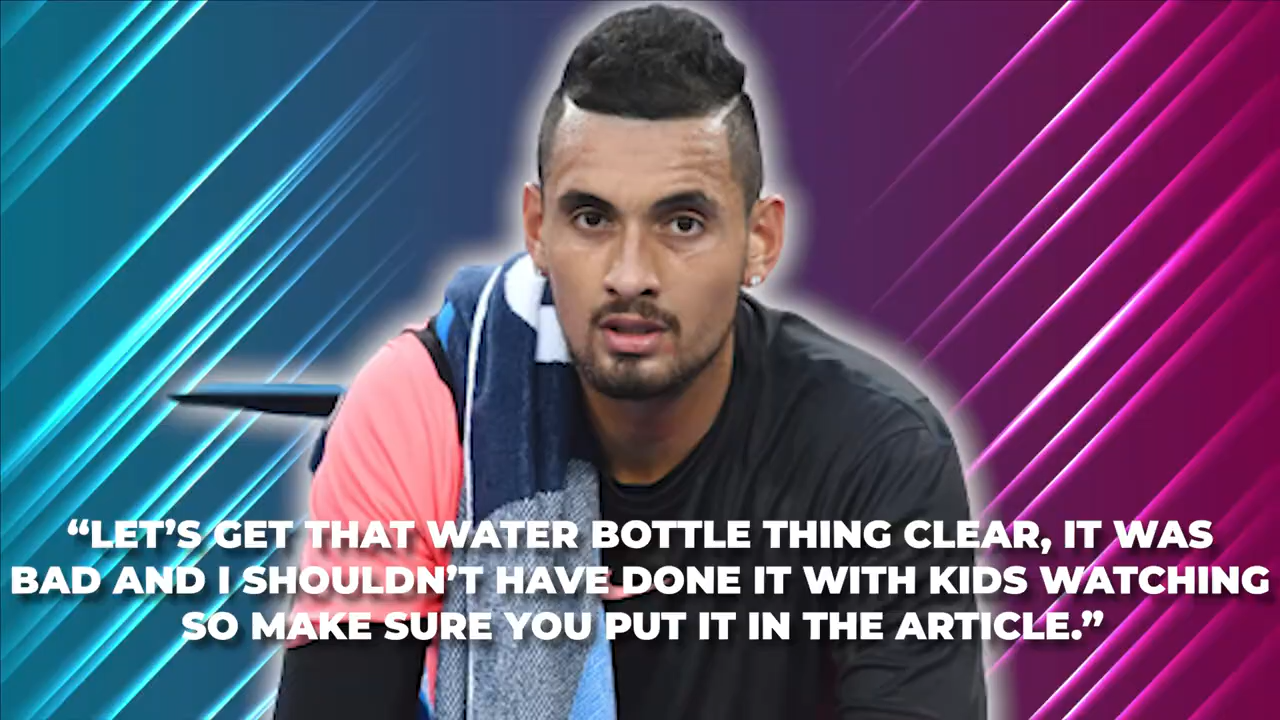 “LET’S GET THAT WATER BOTTLE THING CLEAR, IT WAS
BAD AND I SHOULDN’T HAVE DONE IT WITH KIDS WATCHING
SO MAKE SURE YOU PUT IT IN THE ARTICLE.”